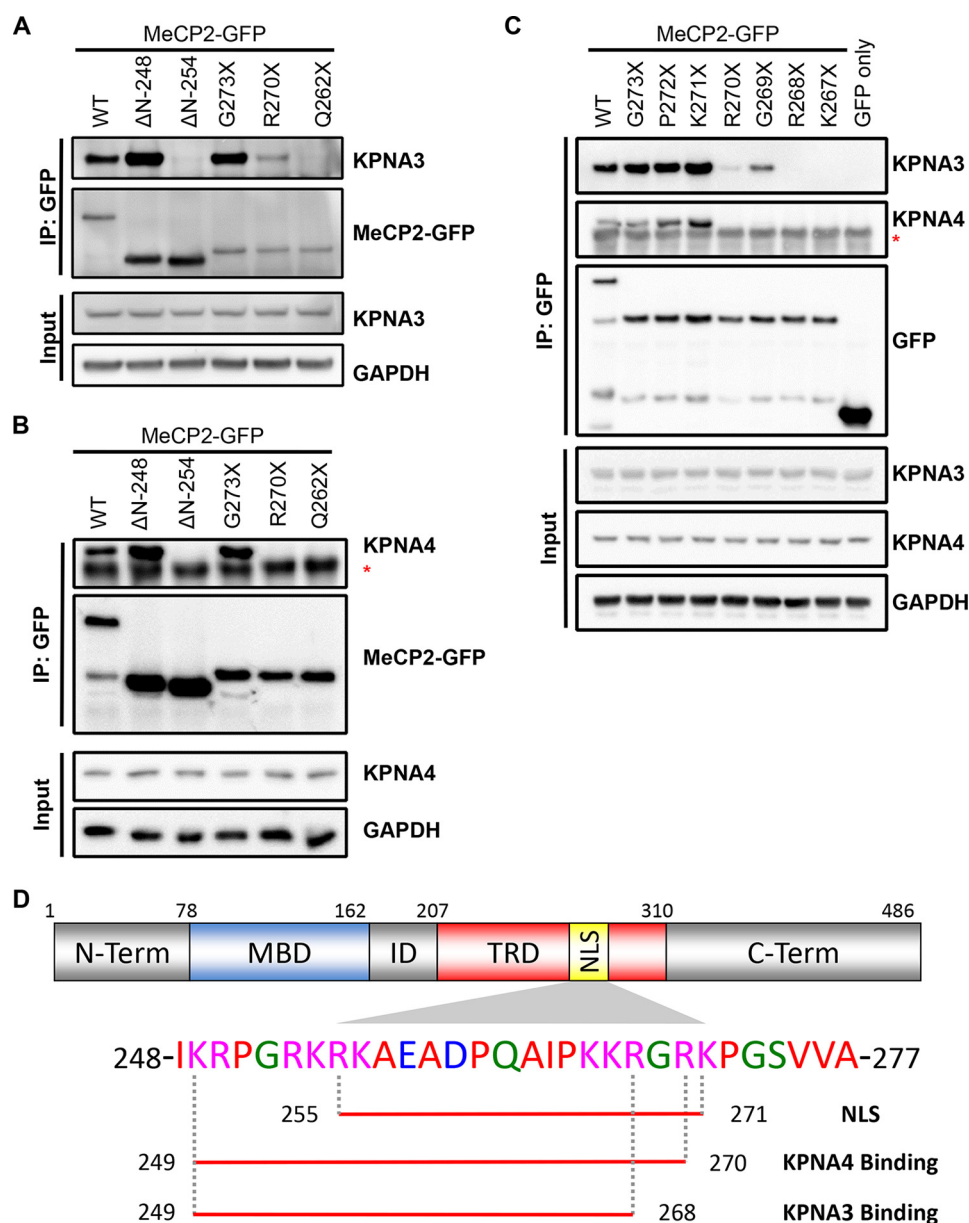 A
MeCP2-GFP
WT ΔN-248 ΔN-254 G273X R270X Q262X
IP: GFP
KPNA3
MeCP2-GFP
Input
KPNA3
GAPDH
B
MeCP2-GFP
WT ΔN-248 ΔN-254 G273X R270X Q262X
IP: GFP
KPNA4
*
MeCP2-GFP
Input
KPNA4
GAPDH
C
MeCP2-GFP
WT G273X P272X K271X R270X G269X R268X K267X GFP only
IP: GFP
KPNA3
KPNA4
*
GFP
Input
KPNA3
KPNA4
GAPDH
D
1 78 162 207 310 486
N-Term MBD ID TRD NLS C-Term
248-IKRPGRKRKAEADPQAIPKKRGRKPGSVVA-277
255 271 NLS
249 270 KPNA4 Binding
249 268 KPNA3 Binding